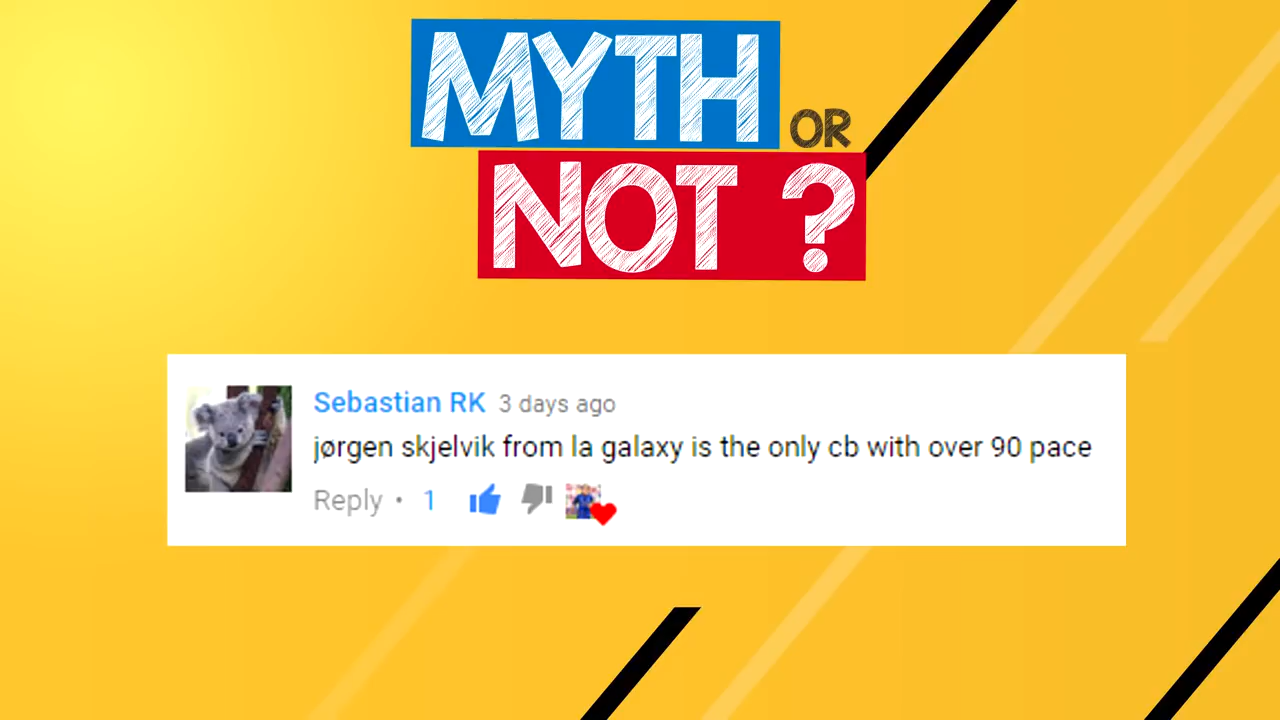 MYTH OR
NOT ?
Sebastian RK 3 days ago
jørgen skjelvik from la galaxy is the only cb with over 90 pace
Reply • 1